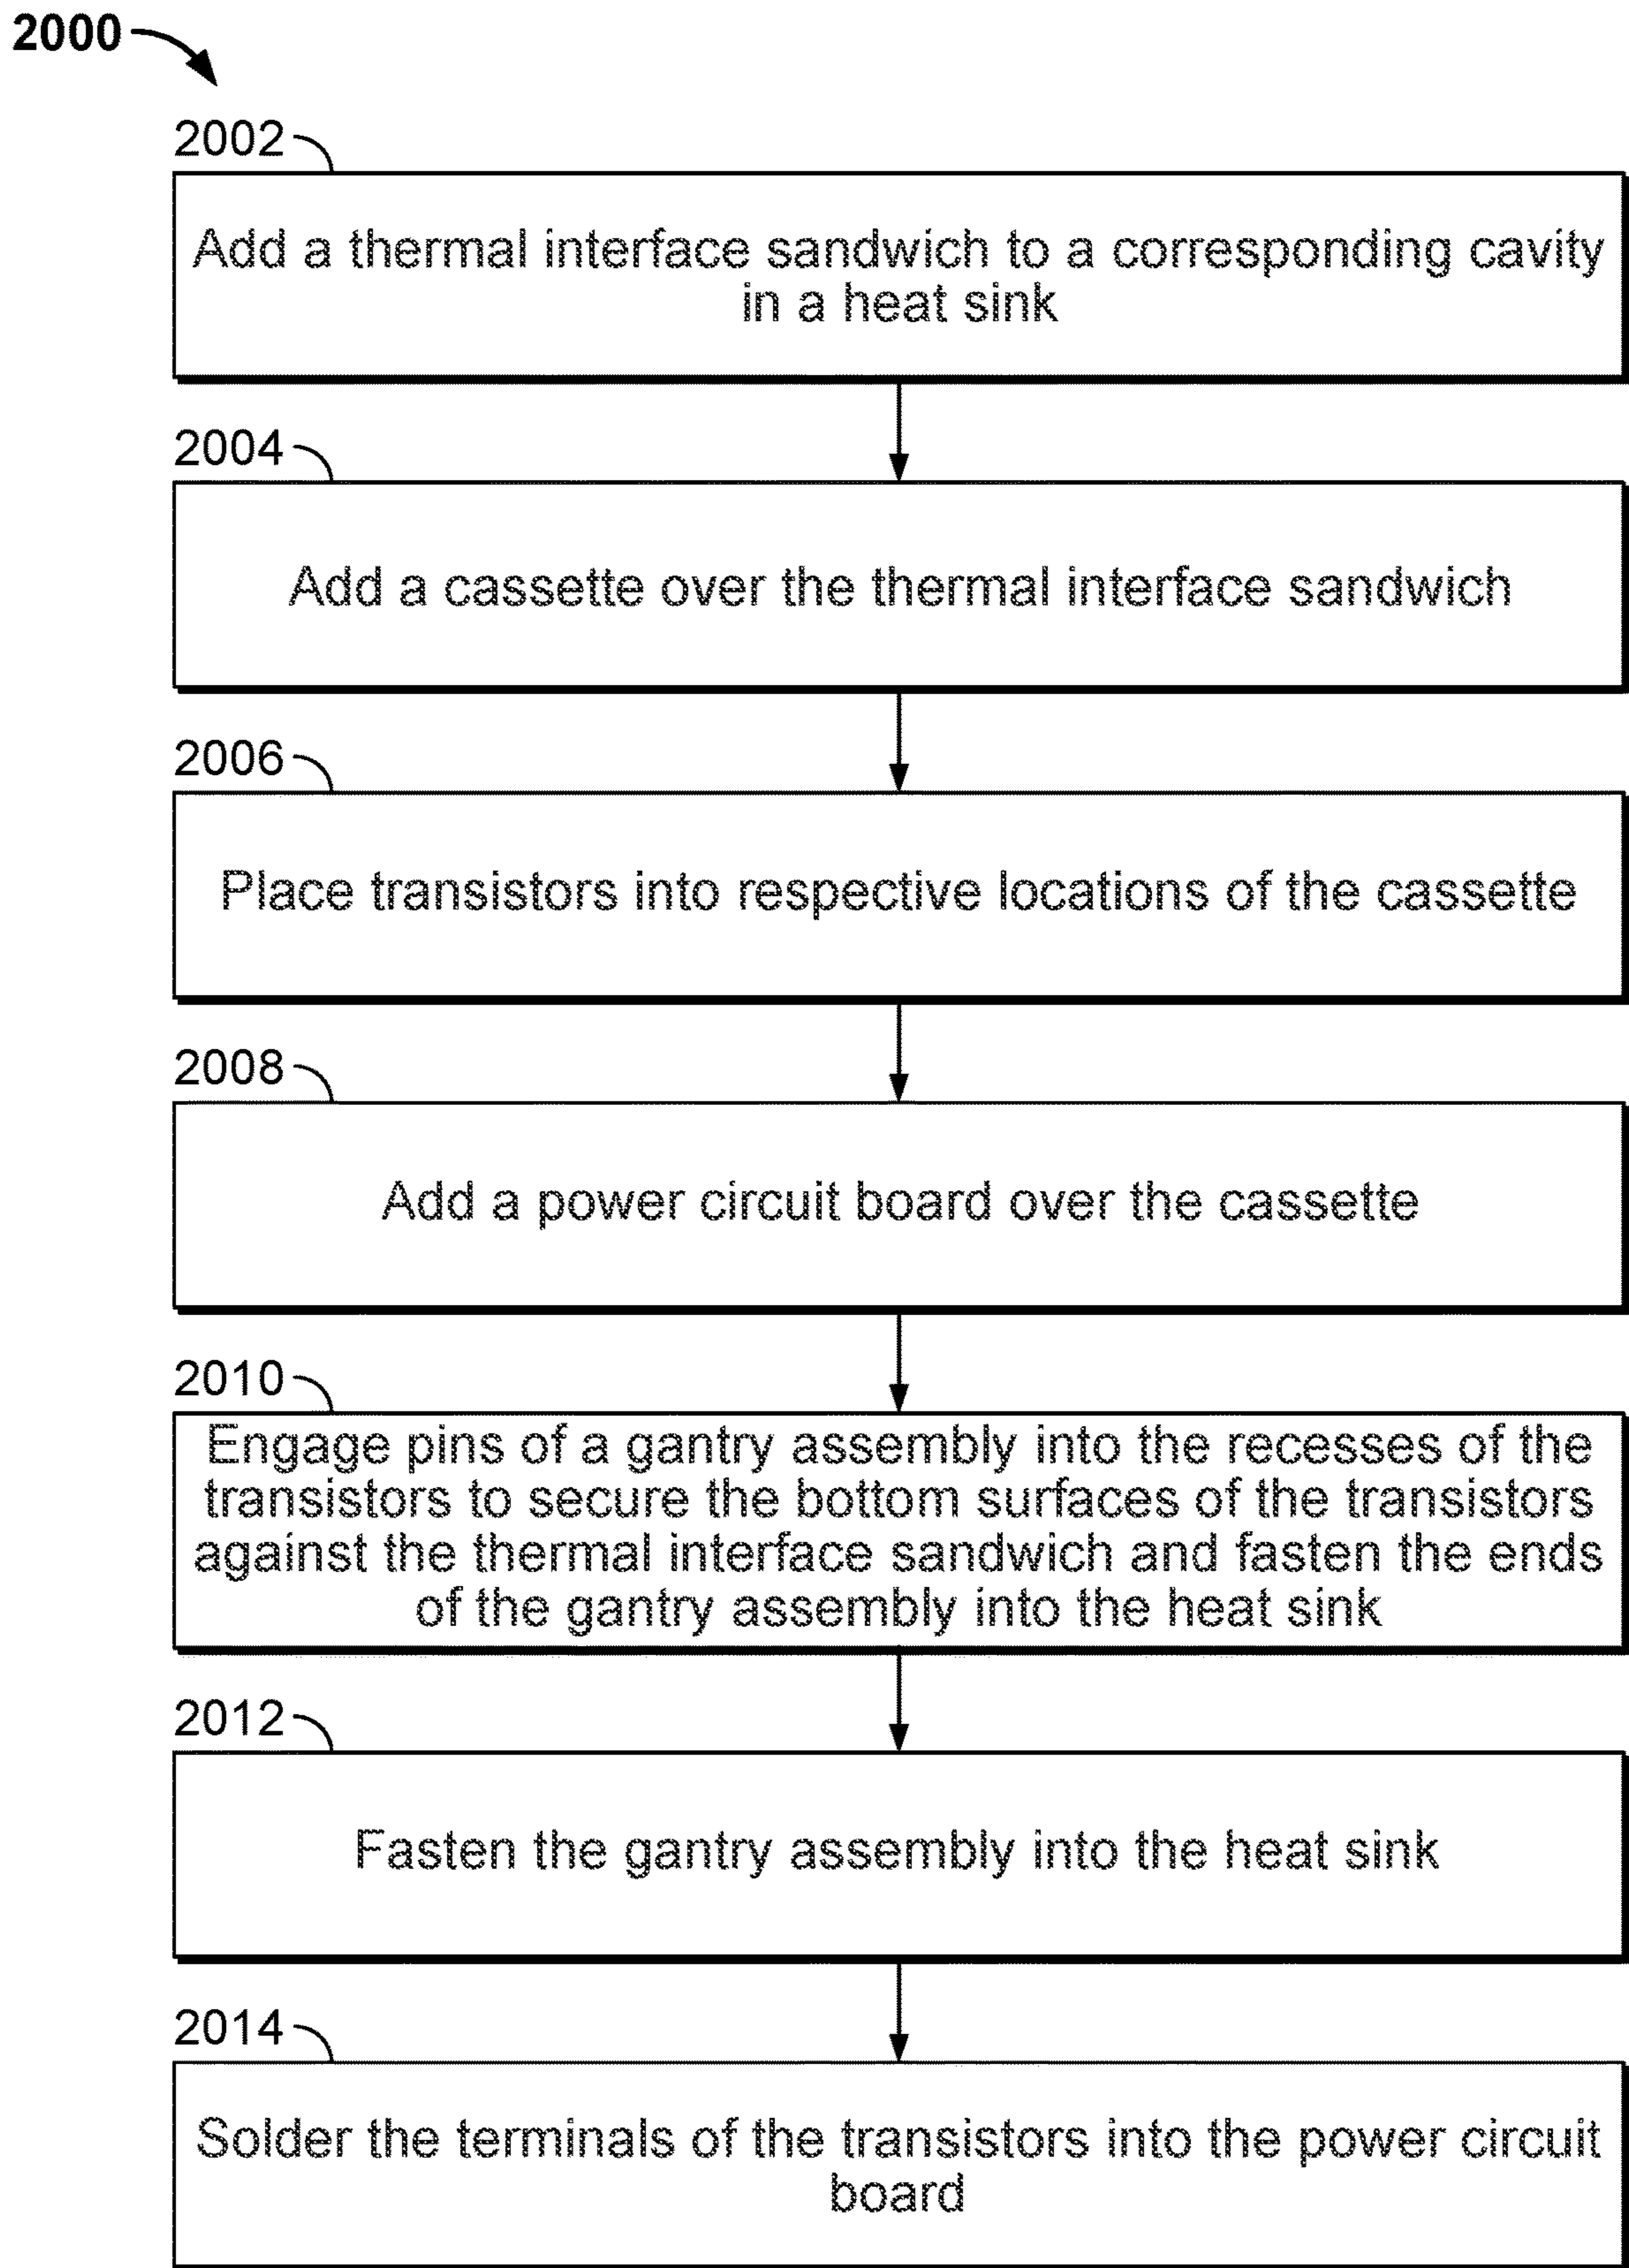 2000
2002
Add a thermal interface sandwich to a corresponding cavity
in a heat sink
2004
Add a cassette over the thermal interface sandwich
2006
Place transistors into respective locations of the cassette
2008
Add a power circuit board over the cassette
2010
Engage pins of a gantry assembly into the recesses of the
transistors to secure the bottom surfaces of the transistors
against the thermal interface sandwich and fasten the ends
of the gantry assembly into the heat sink
2012
Fasten the gantry assembly into the heat sink
2014
Solder the terminals of the transistors into the power circuit
board